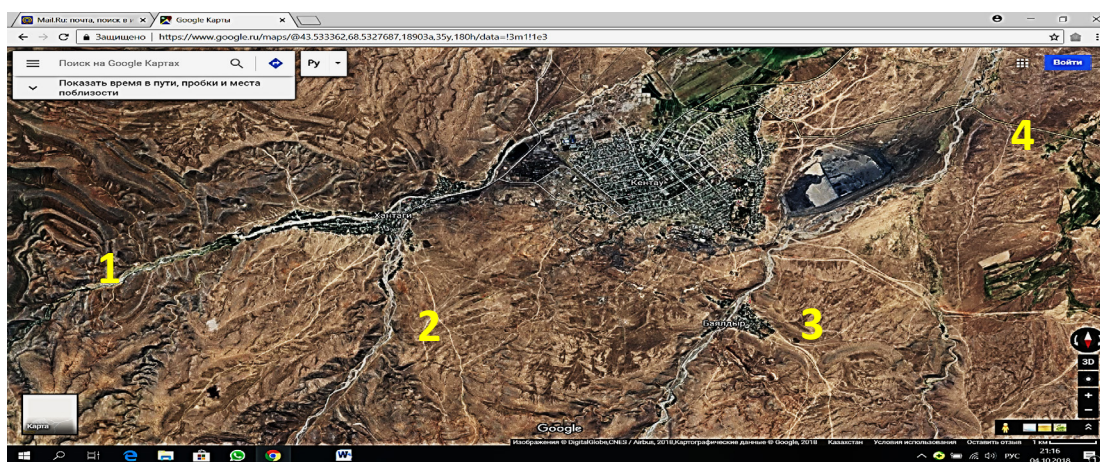 Mail.Ru: почта, поиск в и
Google Карты
Защищено | https://www.google.ru/maps/@43.533362,68.5327687,18903a,35y,180h/data=!3m1!1e3
Поиск на Google Картах
Ру
Войти
Показать время в пути, пробки и места
поблизости
4
Кента
Хантаги
1
2
Баялдыр
3
3D
Карта
Google
Изображения © DigitalGlobe,CNES / Airbus, 2018,Картографические данные © Google, 2018 Казахстан Условия использования Оставить отзыв 1 км
W
РУС
21:16
04.10.2018